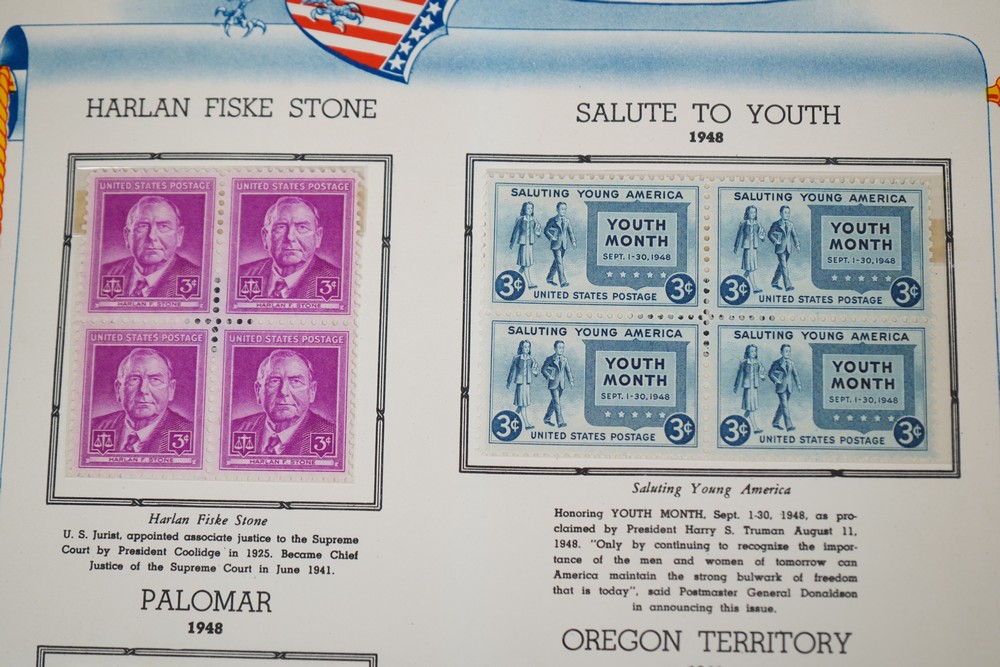 HARLAN FISKE STONE
UNITED STATES POSTAGE
3¢
HARLAN F. STONE
UNITED STATES POSTAGE
3¢
HARLAN F. STONE
UNITED STATES POSTAGE
3¢
HARLAN F. STONE
UNITED STATES POSTAGE
3¢
HARLAN F. STONE
Harlan Fiske Stone
U. S. Jurist, appointed associate justice to the Supreme
Court by President Coolidge in 1925. Became Chief
Justice of the Supreme Court in June 1941.
PALOMAR
1948
SALUTE TO YOUTH
1948
SALUTING YOUNG AMERICA
YOUTH
MONTH
SEPT. 1-30, 1948
3¢ UNITED STATES POSTAGE 3¢
SALUTING YOUNG AMERICA
YOUTH
MONTH
SEPT. 1-30, 1948
3¢ UNITED STATES POSTAGE 3¢
SALUTING YOUNG AMERICA
YOUTH
MONTH
SEPT. 1-30, 1948
3¢ UNITED STATES POSTAGE 3¢
SALUTING YOUNG AMERICA
YOUTH
MONTH
SEPT. 1-30, 1948
3¢ UNITED STATES POSTAGE 3¢
Saluting Young America
Honoring YOUTH MONTH, Sept. 1-30, 1948, as pro-
claimed by President Harry S. Truman August 11,
1948. "Only by continuing to recognize the impor-
tance of the men and women of tomorrow can
America maintain the strong bulwark of freedom
that is today", said Postmaster General Donaldson
in announcing this issue.
OREGON TERRITORY